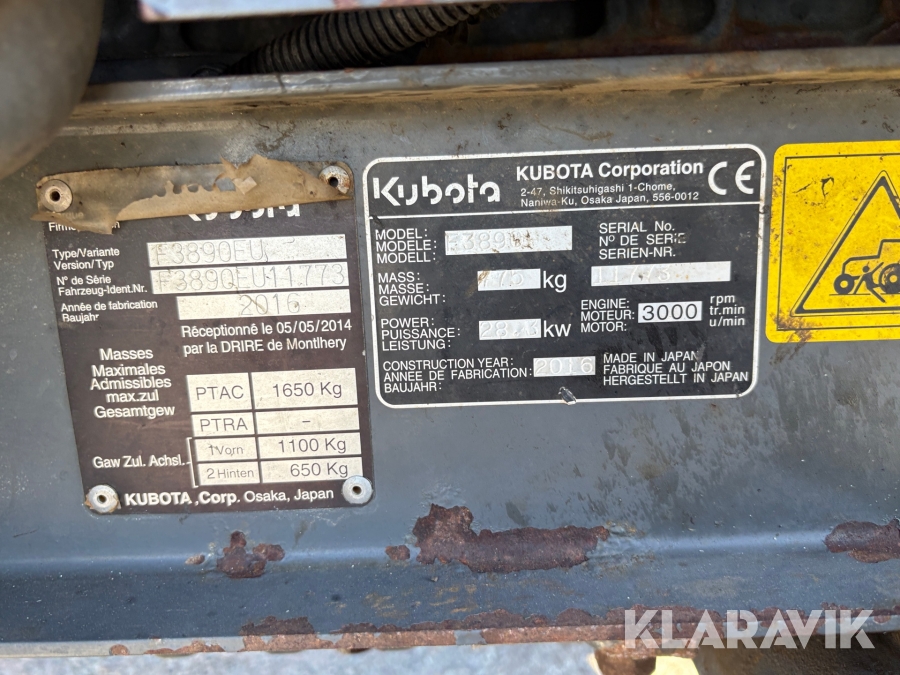 Kubota
Firm
Type/Variante
Version/Typ
F3890EU
N° de Série
Fahrzeug-Ident.Nr.
F3890EU11773
Année de fabrication
Baujahr
2016
Réceptionné le 05/05/2014
par la DRIRE de Montlhery
Masses
Maximales
Admissibles
max.zul
Gesamtgew
PTAC 1650 Kg
PTRA -
Gaw Zul. Achsl.
1Vorn 1100 Kg
2 Hinten 650 Kg
KUBOTA ,Corp. Osaka, Japan
Kubota
KUBOTA Corporation
2-47, Shikitsuhigashi 1-Chome,
Naniwa-Ku, Osaka Japan, 556-0012
CE
MODEL:
MODELE:
MODELL:
SERIAL No.
Nº DE SERIE
SERIEN-NR.
MASS:
MASSE:
GEWICHT:
kg
POWER:
PUISSANCE:
LEISTUNG:
kw
ENGINE:
MOTEUR:
MOTOR:
3000
rpm
tr.min
u/min
CONSTRUCTION YEAR:
ANNÉE DE FABRICATION:
BAUJAHR:
2016
MADE IN JAPAN
FABRIQUE AU JAPON
HERGESTELLT IN JAPAN
KLARAVIK